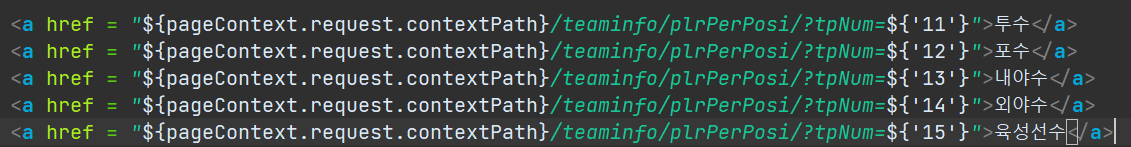 <a href = "${pageContext.request.contextPath}/teaminfo/plrPerPosi/?tpNum=${'11'}">투수</a>
<a href = "${pageContext.request.contextPath}/teaminfo/plrPerPosi/?tpNum=${'12'}">포수</a>
<a href = "${pageContext.request.contextPath}/teaminfo/plrPerPosi/?tpNum=${'13'}">내야수</a>
<a href = "${pageContext.request.contextPath}/teaminfo/plrPerPosi/?tpNum=${'14'}">외야수</a>
<a href = "${pageContext.request.contextPath}/teaminfo/plrPerPosi/?tpNum=${'15'}">육성선수</a>